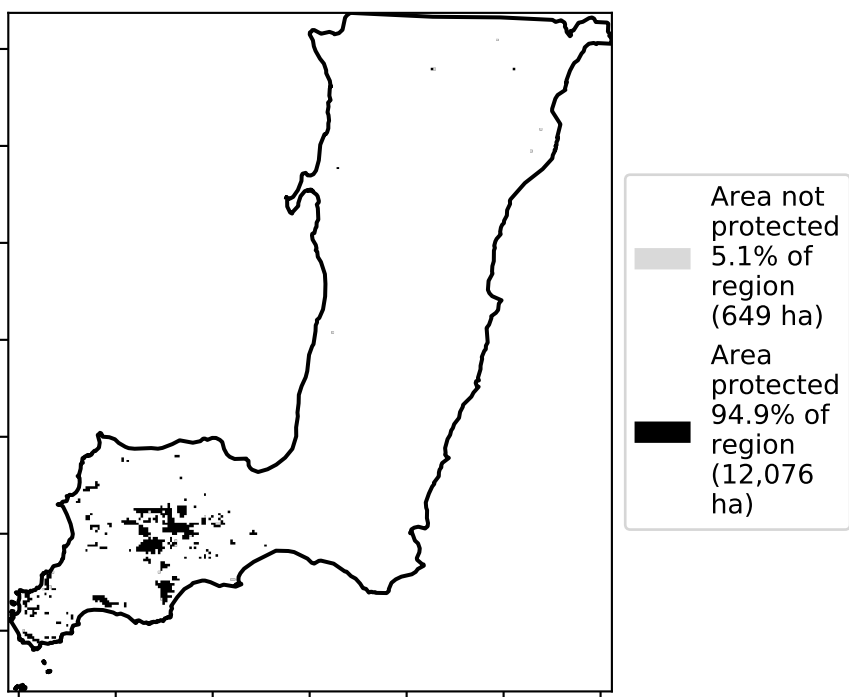 Area not
protected
5.1% of
region
(649 ha)
Area
protected
94.9% of
region
(12,076
ha)